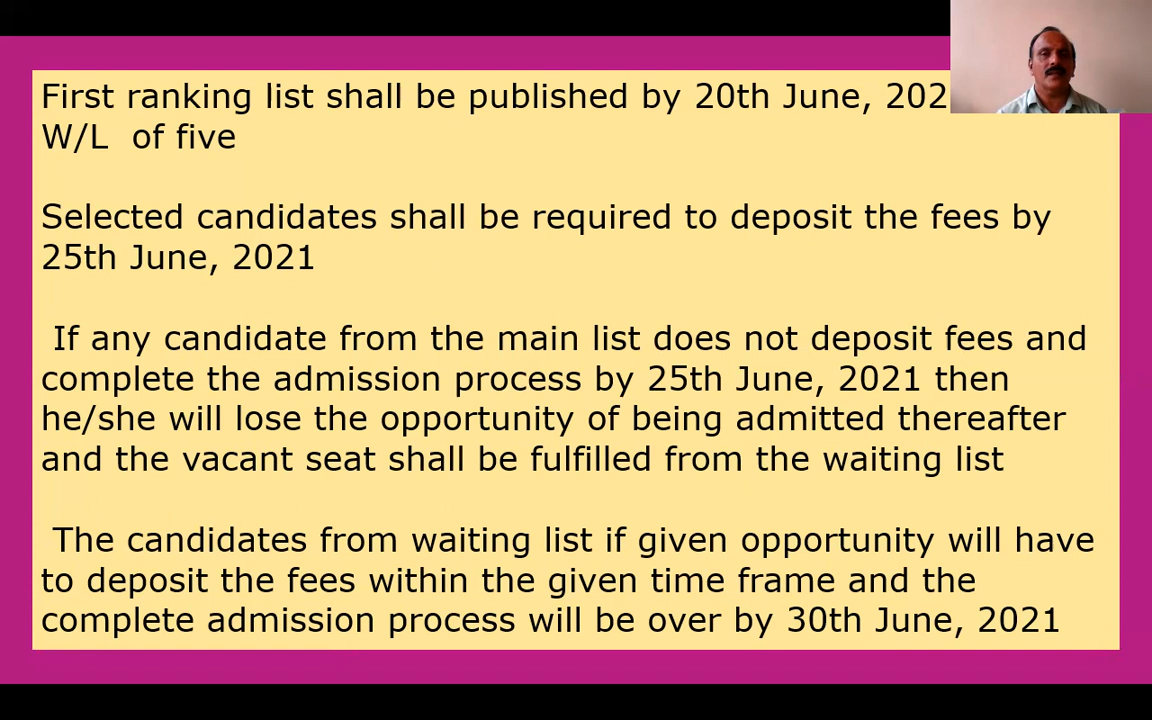 First ranking list shall be published by 20th June, 202
W/L of five
Selected candidates shall be required to deposit the fees by
25th June, 2021
If any candidate from the main list does not deposit fees and
complete the admission process by 25th June, 2021 then
he/she will lose the opportunity of being admitted thereafter
and the vacant seat shall be fulfilled from the waiting list
The candidates from waiting list if given opportunity will have
to deposit the fees within the given time frame and the
complete admission process will be over by 30th June, 2021